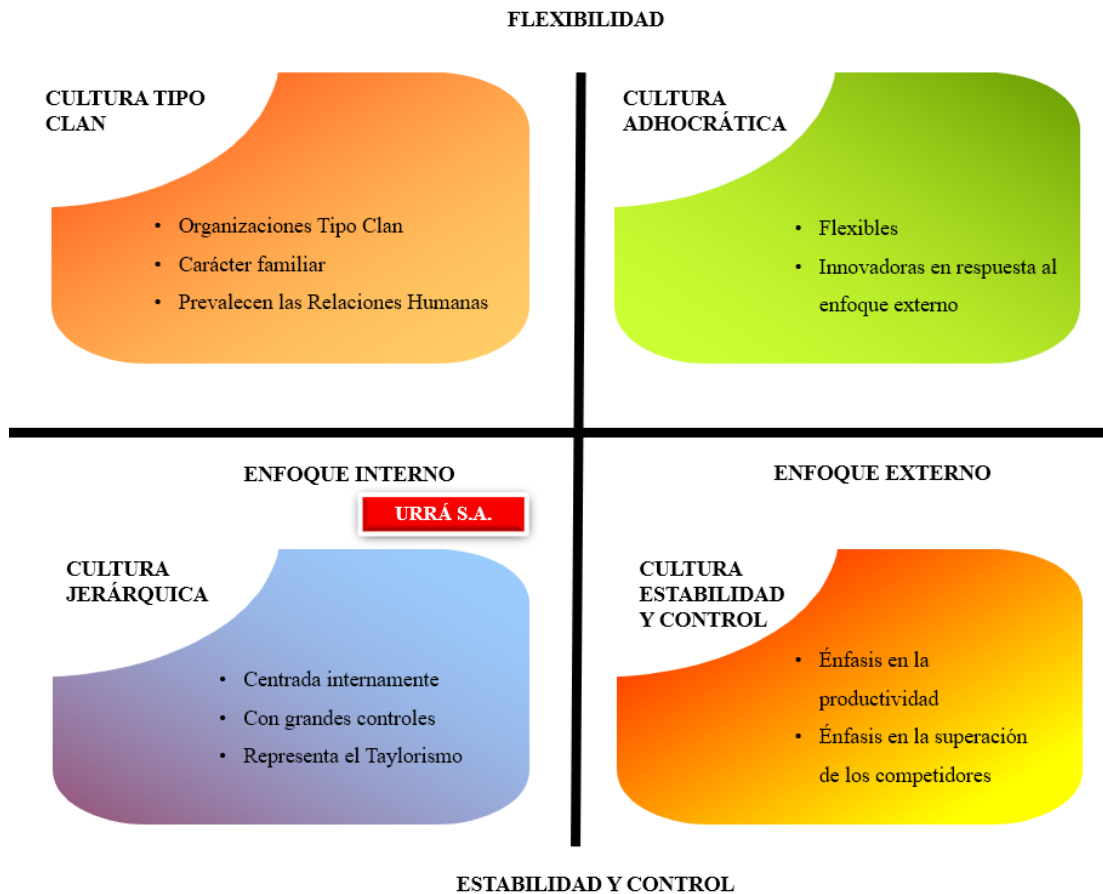 FLEXIBILIDAD
CULTURA TIPO
CLAN
• Organizaciones Tipo Clan
• Carácter familiar
• Prevalecen las Relaciones Humanas
CULTURA
ADHOCRÁTICA
• Flexibles
• Innovadoras en respuesta al
enfoque externo
ENFOQUE INTERNO
URRÁ S.A.
ENFOQUE EXTERNO
CULTURA
JERÁRQUICA
• Centrada internamente
• Con grandes controles
• Representa el Taylorismo
CULTURA
ESTABILIDAD
Y CONTROL
• Énfasis en la
productividad
• Énfasis en la superación
de los competidores
ESTABILIDAD Y CONTROL